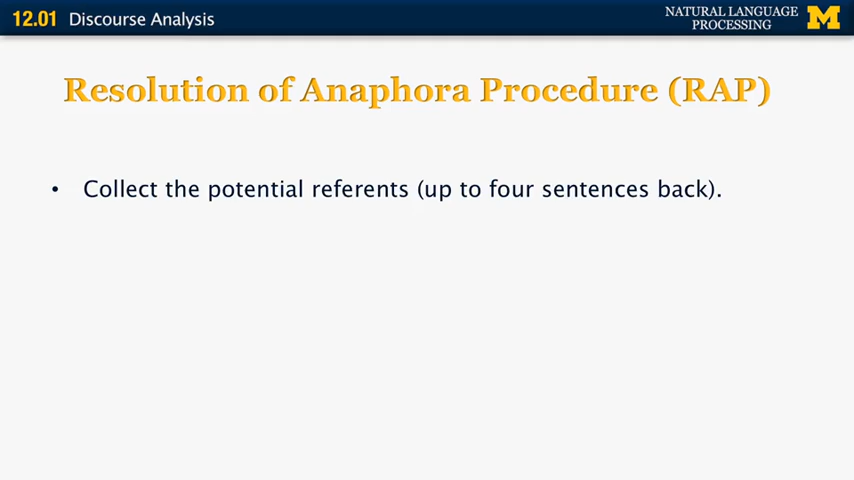 12.01 Discourse Analysis
NATURAL LANGUAGE
PROCESSING
M
Resolution of Anaphora Procedure (RAP)
• Collect the potential referents (up to four sentences back).